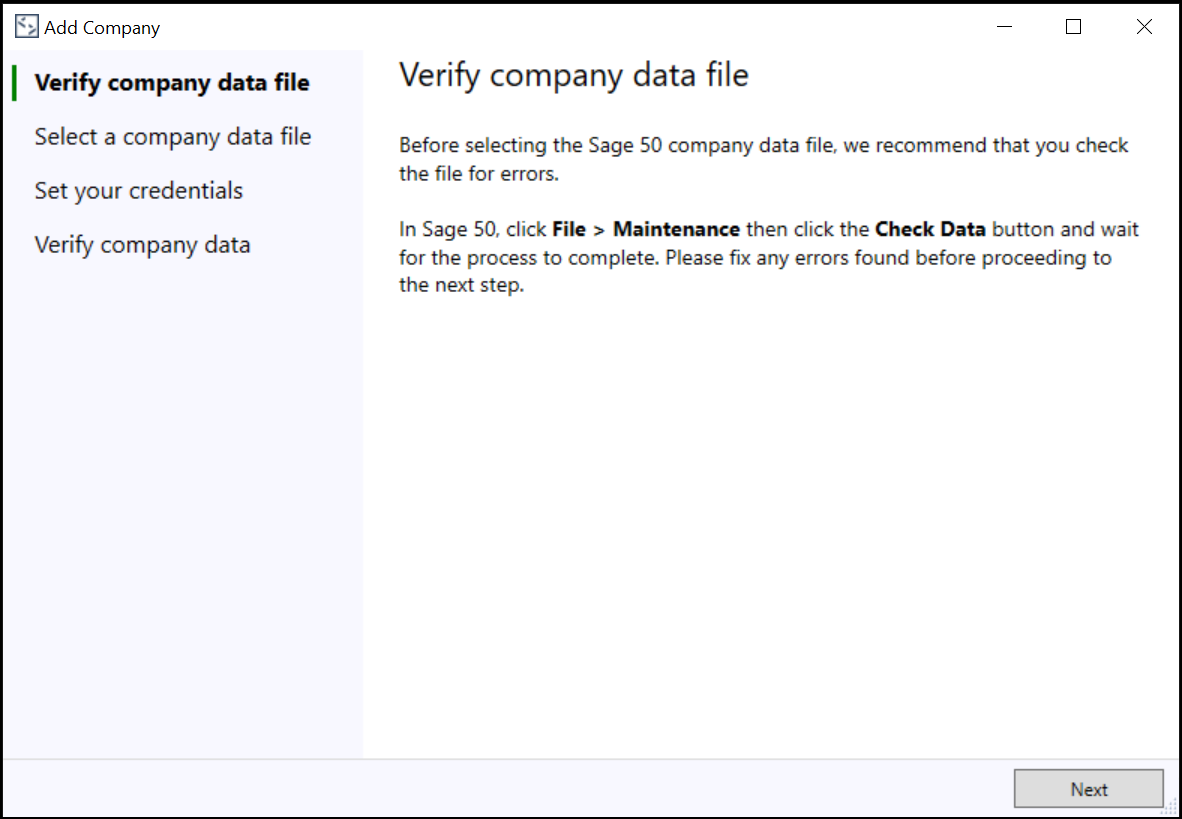 Add Company
Verify company data file
Select a company data file
Set your credentials
Verify company data
Verify company data file
Before selecting the Sage 50 company data file, we recommend that you check
the file for errors.
In Sage 50, click File > Maintenance then click the Check Data button and wait
for the process to complete. Please fix any errors found before proceeding to
the next step.
Next